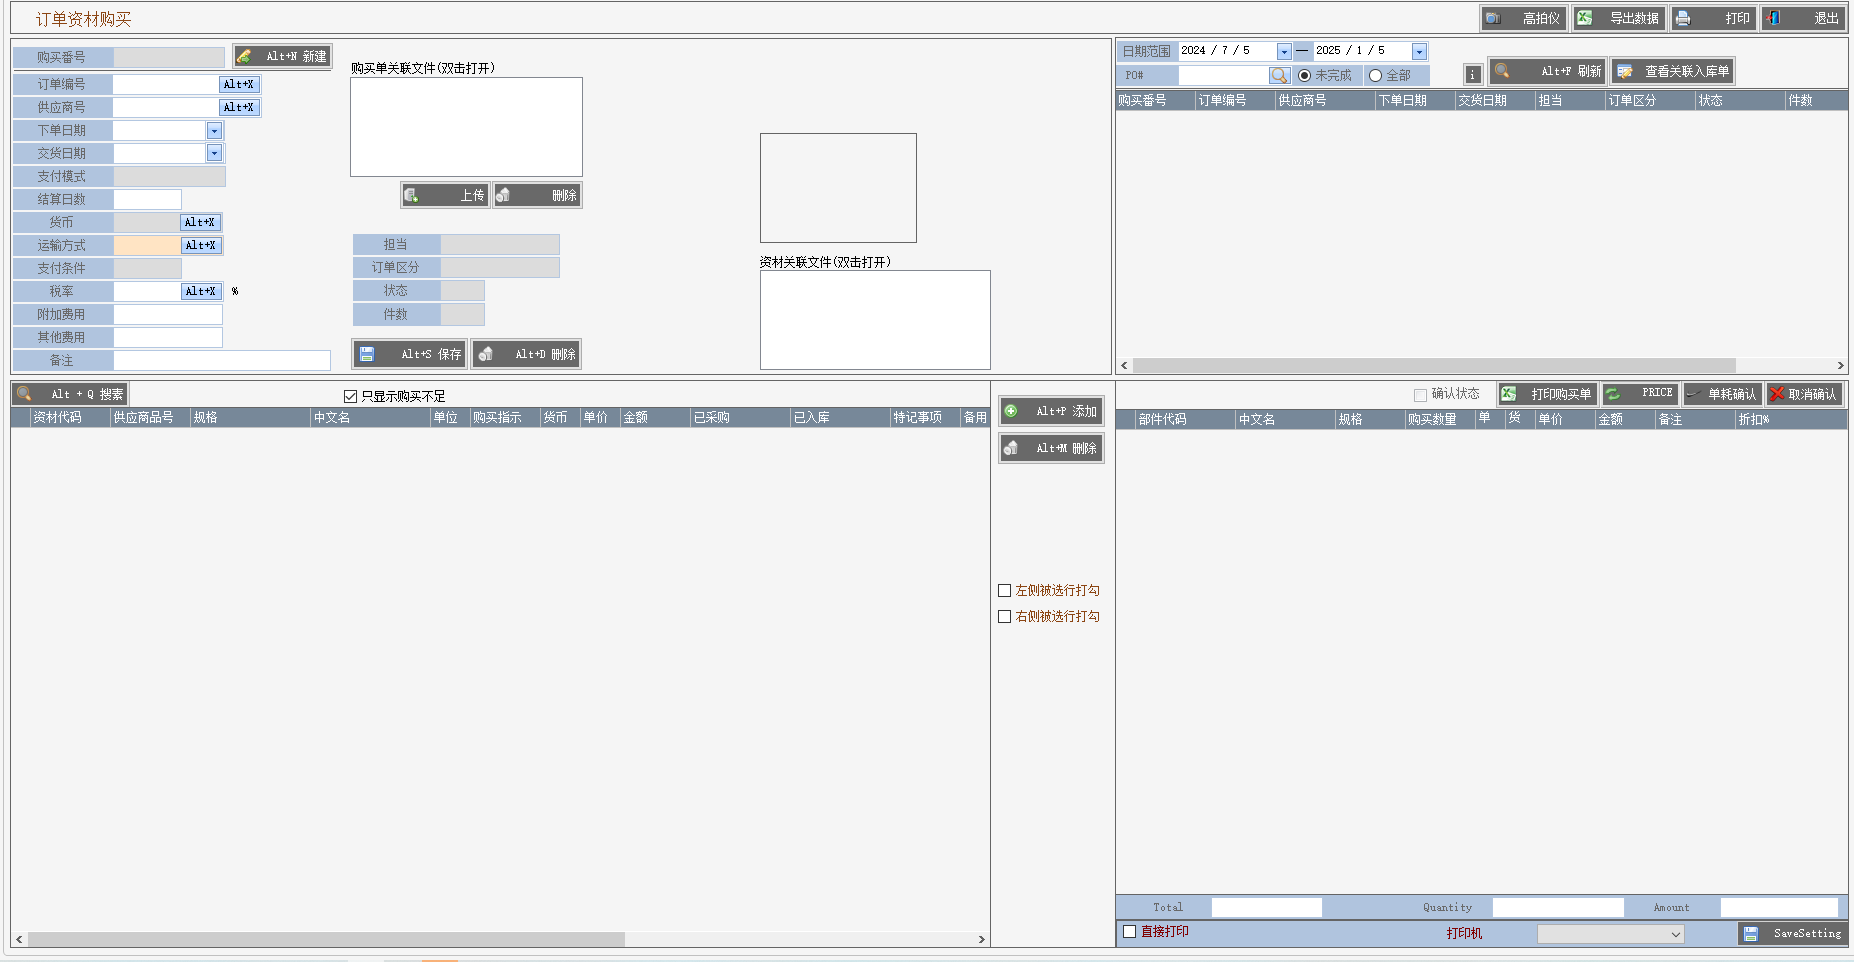 订单资材购买
高拍仪 导出数据 打印 退出
购买番号 Alt+N 新建
订单编号 Alt+X
供应商号 Alt+X
下单日期
交货日期
支付模式
结算日数
货币 Alt+X
运输方式 Alt+X
支付条件
税率 Alt+X %
附加费用
其他费用
备注
购买单关联文件(双击打开)
上传 删除
担当
订单区分
状态
件数
Alt+S 保存 Alt+D 删除
资材关联文件(双击打开)
日期范围 2024 / 7 / 5 — 2025 / 1 / 5
PO# 未完成 全部 i Alt+F 刷新 查看关联入库单
购买番号 订单编号 供应商号 下单日期 交货日期 担当 订单区分 状态 件数
Alt + Q 搜素 只显示购买不足
资材代码 供应商品号 规格 中文名 单位 购买指示 货币 单价 金额 已采购 已入库 特记事项 备用
Alt+P 添加
Alt+M 删除
左侧被选行打勾
右侧被选行打勾
确认状态 打印购买单 PRICE 单耗确认 取消确认
部件代码 中文名 规格 购买数量 单 货 单价 金额 备注 折扣%
Total Quantity Amount
直接打印 打印机 SaveSetting